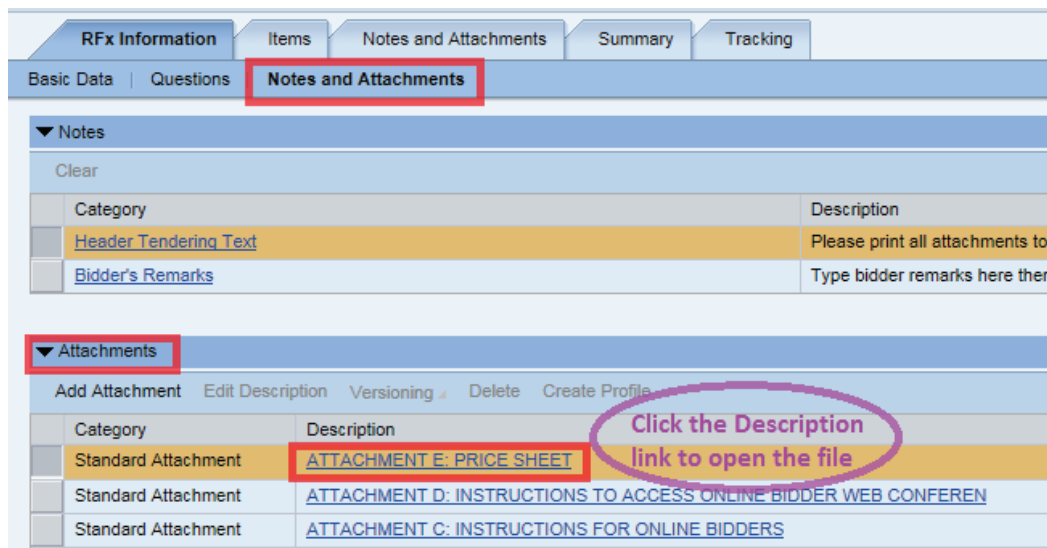 RFx Information Items Notes and Attachments Summary Tracking
Basic Data | Questions | Notes and Attachments
Notes
Clear
Category Description
Header Tendering Text Please print all attachments to
Bidder's Remarks Type bidder remarks here ther
Attachments
Add Attachment Edit Description Versioning Delete Create Profile
Category Description
Click the Description
link to open the file
Standard Attachment ATTACHMENT E: PRICE SHEET
Standard Attachment ATTACHMENT D: INSTRUCTIONS TO ACCESS ONLINE BIDDER WEB CONFEREN
Standard Attachment ATTACHMENT C: INSTRUCTIONS FOR ONLINE BIDDERS